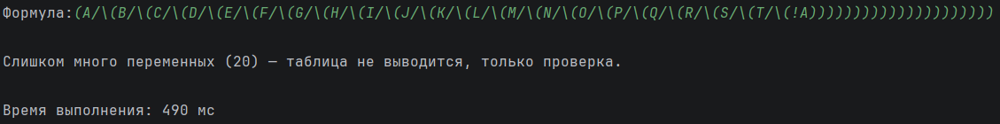 Формула:(A/\(B/\(C/\(D/\(E/\(F/\(G/\(H/\(I/\(J/\(K/\(L/\(M/\(N/\(O/\(P/\(Q/\(R/\(S/\(T/\(!A)))))))))))))))))))))
Слишком много переменных (20) — таблица не выводится, только проверка.
Время выполнения: 490 мс